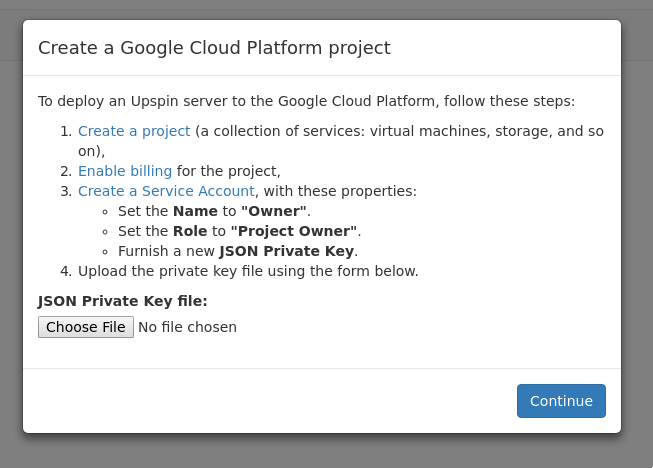 Create a Google Cloud Platform project
To deploy an Upspin server to the Google Cloud Platform, follow these steps:
1. Create a project (a collection of services: virtual machines, storage, and so
on),
2. Enable billing for the project,
3. Create a Service Account, with these properties:
Set the Name to "Owner".
Set the Role to "Project Owner".
Furnish a new JSON Private Key.
4. Upload the private key file using the form below.
JSON Private Key file:
Choose File No file chosen
Continue